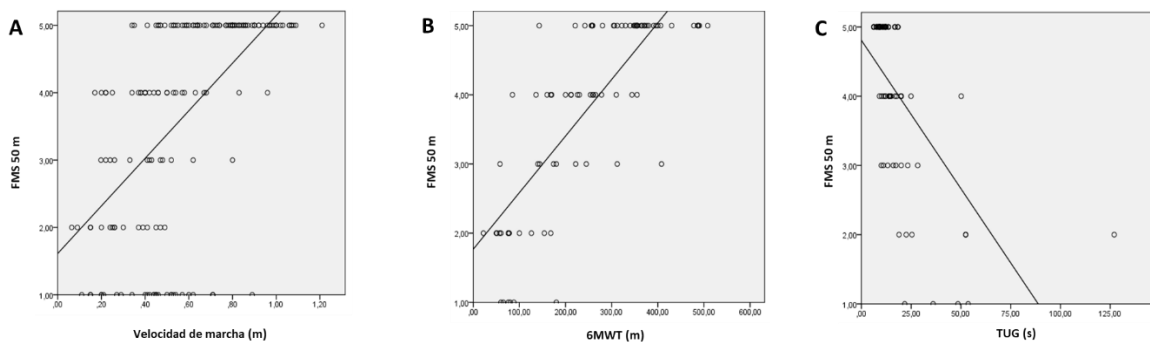 A
FMS 50 m
5,00
4,00
3,00
2,00
1,00
,00 ,20 ,40 ,60 ,80 1,00 1,20
Velocidad de marcha (m)
B
FMS 50 m
5,00
4,00
3,00
2,00
1,00
,00 100,00 200,00 300,00 400,00 500,00 600,00
6MWT (m)
C
FMS 50 m
5,00
4,00
3,00
2,00
1,00
,00 25,00 50,00 75,00 100,00 125,00
TUG (s)